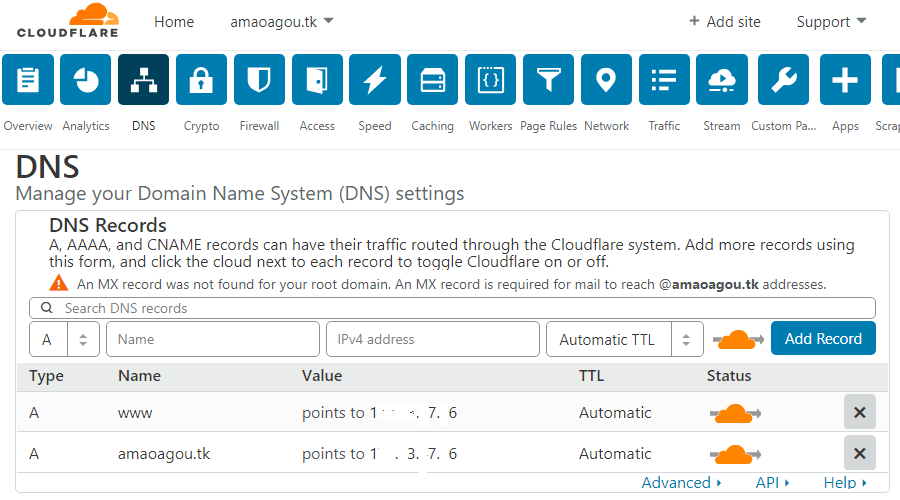 CLOUDFLARE
Home
amaoagou.tk
+ Add site
Support
Overview
Analytics
DNS
Crypto
Firewall
Access
Speed
Caching
Workers
Page Rules
Network
Traffic
Stream
Custom Pa...
Apps
Scrap
DNS
Manage your Domain Name System (DNS) settings
DNS Records
A, AAAA, and CNAME records can have their traffic routed through the Cloudflare system. Add more records using
this form, and click the cloud next to each record to toggle Cloudflare on or off.
An MX record was not found for your root domain. An MX record is required for mail to reach @amaoagou.tk addresses.
Search DNS records
A Name IPv4 address Automatic TTL Add Record
Type Name Value TTL Status
A www points to 1 . 7. 6 Automatic ×
A amaoagou.tk points to 1 . 3. 7. 6 Automatic ×
Advanced API Help